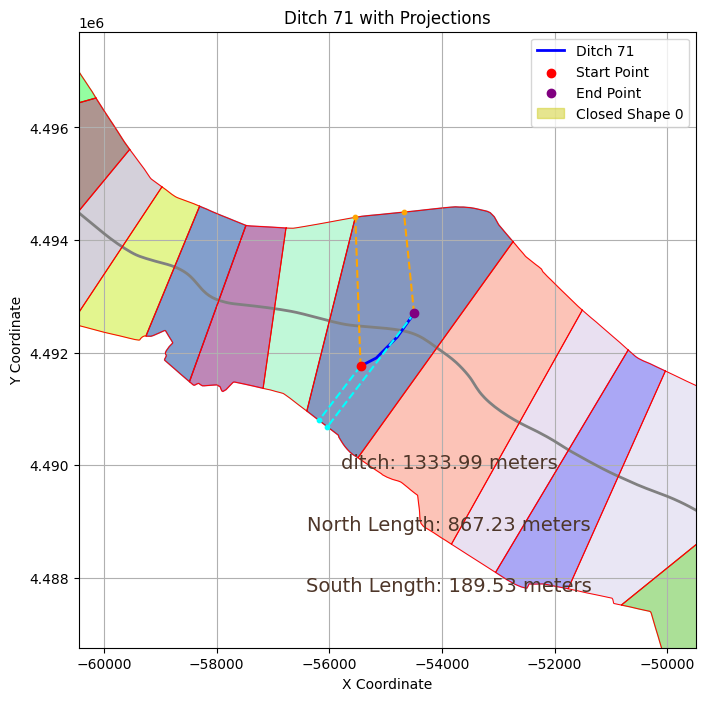 Ditch 71 with Projections
1e6
Ditch 71
Start Point
End Point
Closed Shape 0
4.496
4.494
4.492
4.490
4.488
Y Coordinate
ditch: 1333.99 meters
North Length: 867.23 meters
South Length: 189.53 meters
−60000 −58000 −56000 −54000 −52000 −50000
X Coordinate